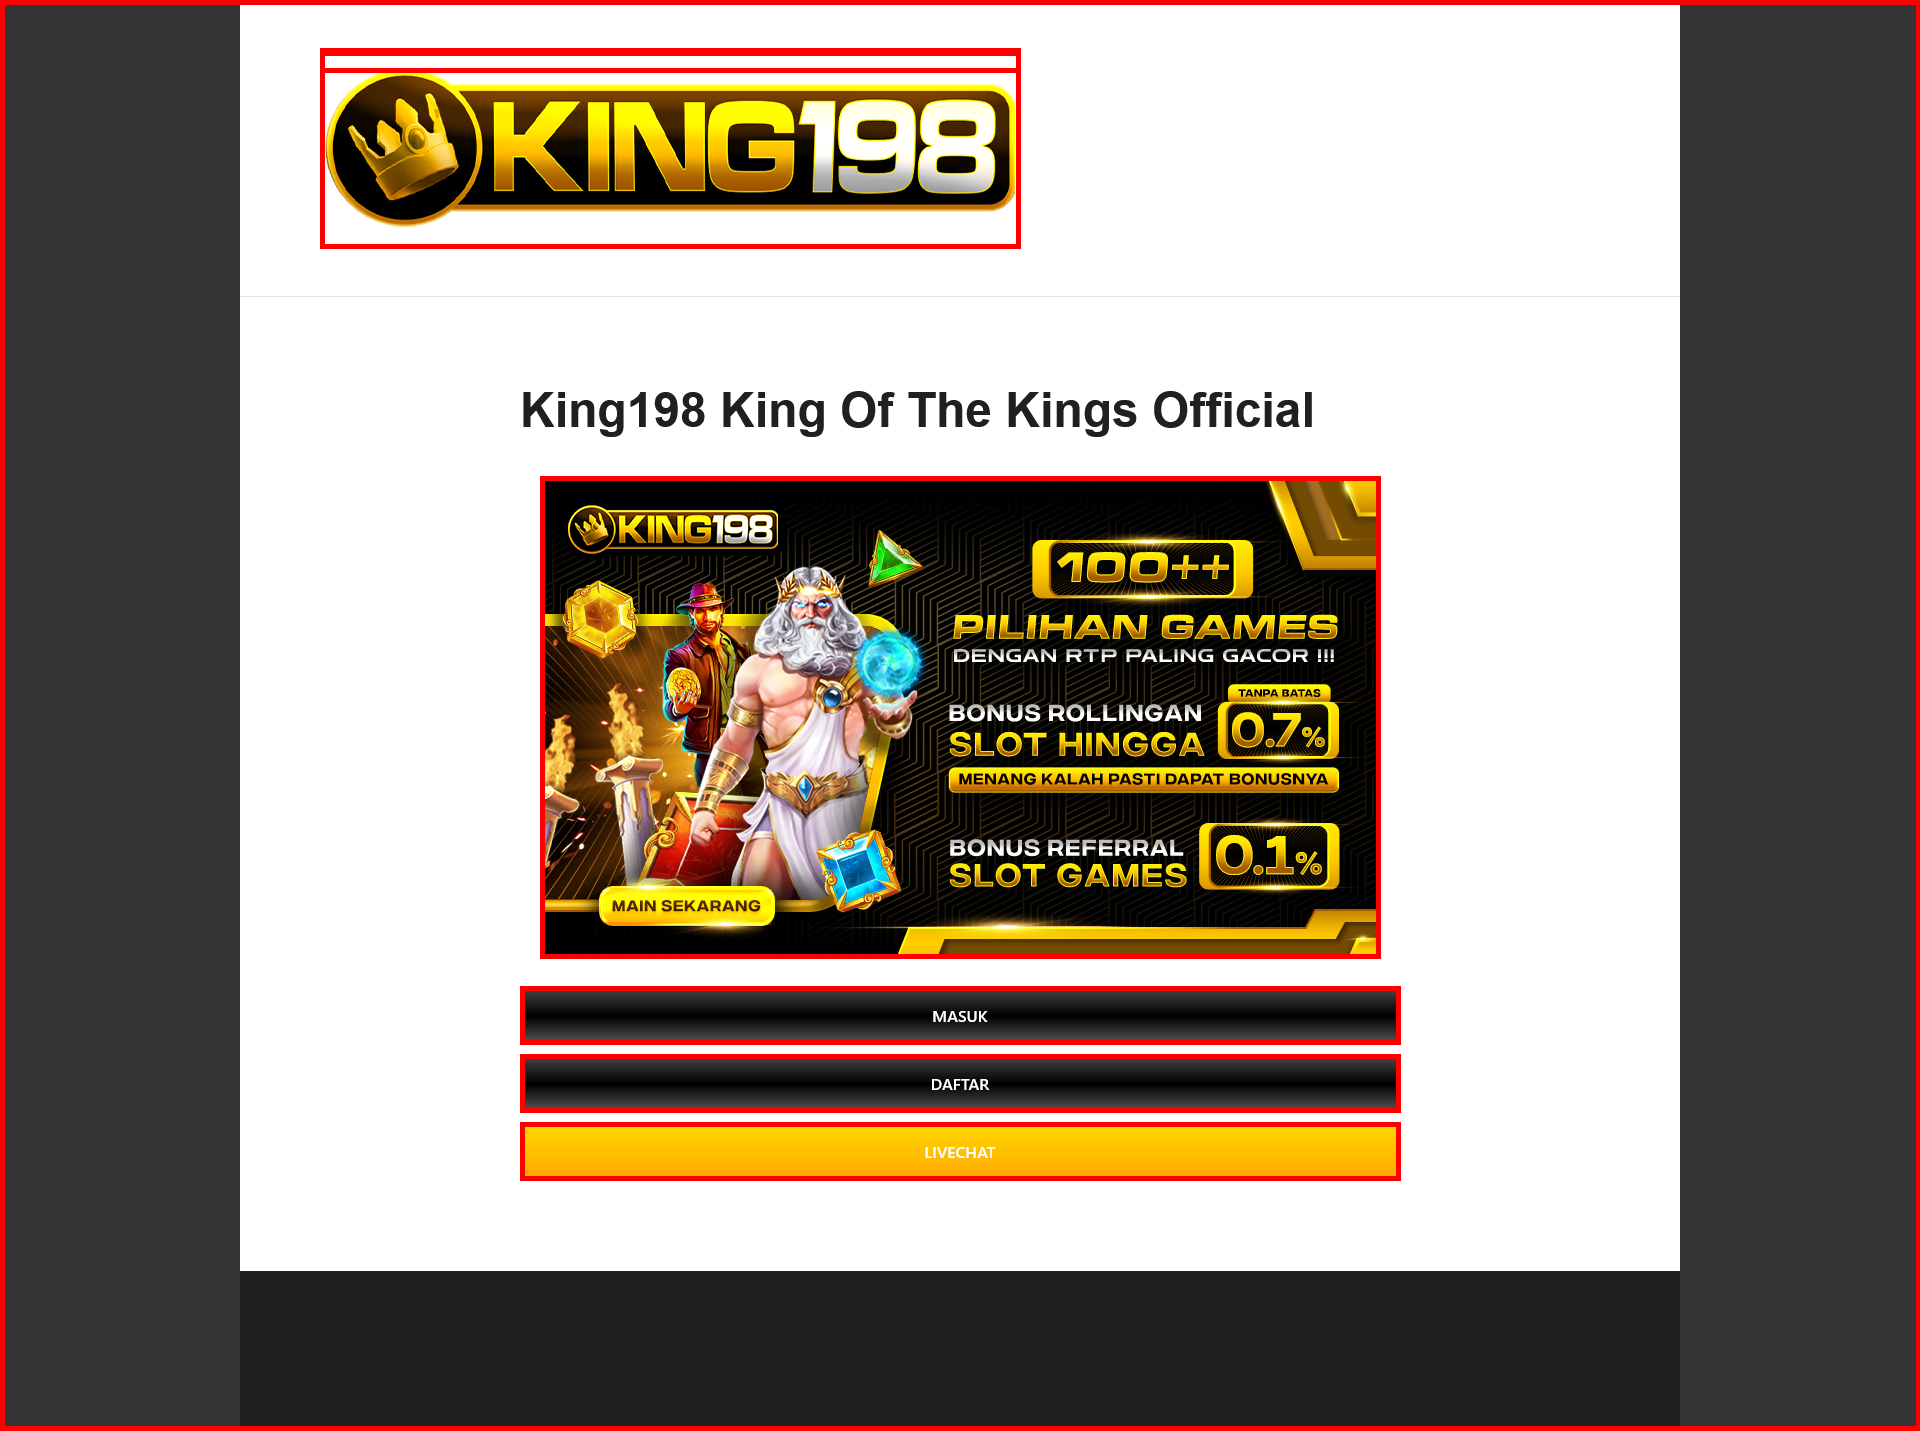 KING198
King198 King Of The Kings Official
KING198
100++
PILIHAN GAMES
DENGAN RTP PALING GACOR !!!
TANPA BATAS
BONUS ROLLINGAN
SLOT HINGGA
0.7%
MENANG KALAH PASTI DAPAT BONUSNYA
BONUS REFERRAL
SLOT GAMES
0.1%
MAIN SEKARANG
MASUK
DAFTAR
LIVECHAT